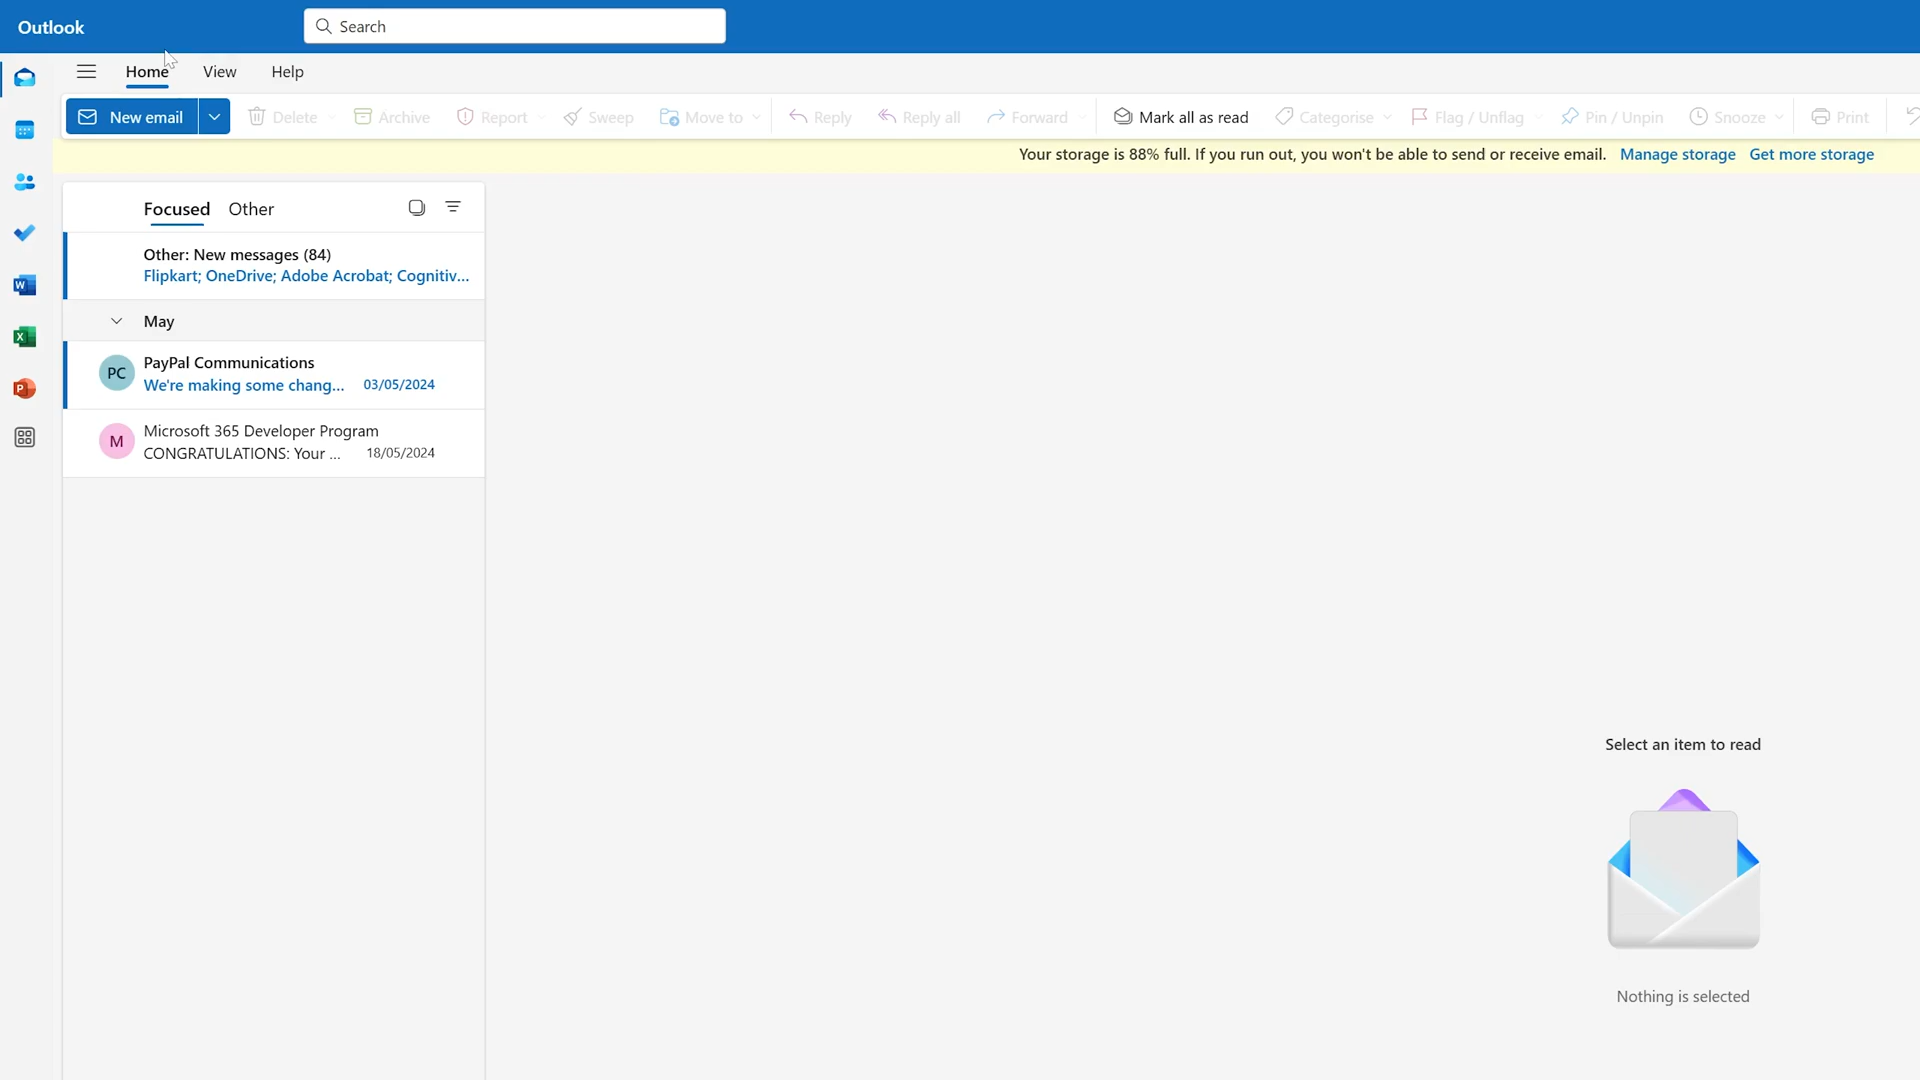 Outlook
Search
Home View Help
New email Delete Archive Report Sweep Move to Reply Reply all Forward Mark all as read Categorise Flag / Unflag Pin / Unpin Snooze Print
Your storage is 88% full. If you run out, you won't be able to send or receive email. Manage storage Get more storage
Focused Other
Other: New messages (84)
Flipkart; OneDrive; Adobe Acrobat; Cognitiv...
May
PC PayPal Communications
We're making some chang... 03/05/2024
M Microsoft 365 Developer Program
CONGRATULATIONS: Your ... 18/05/2024
Select an item to read
Nothing is selected